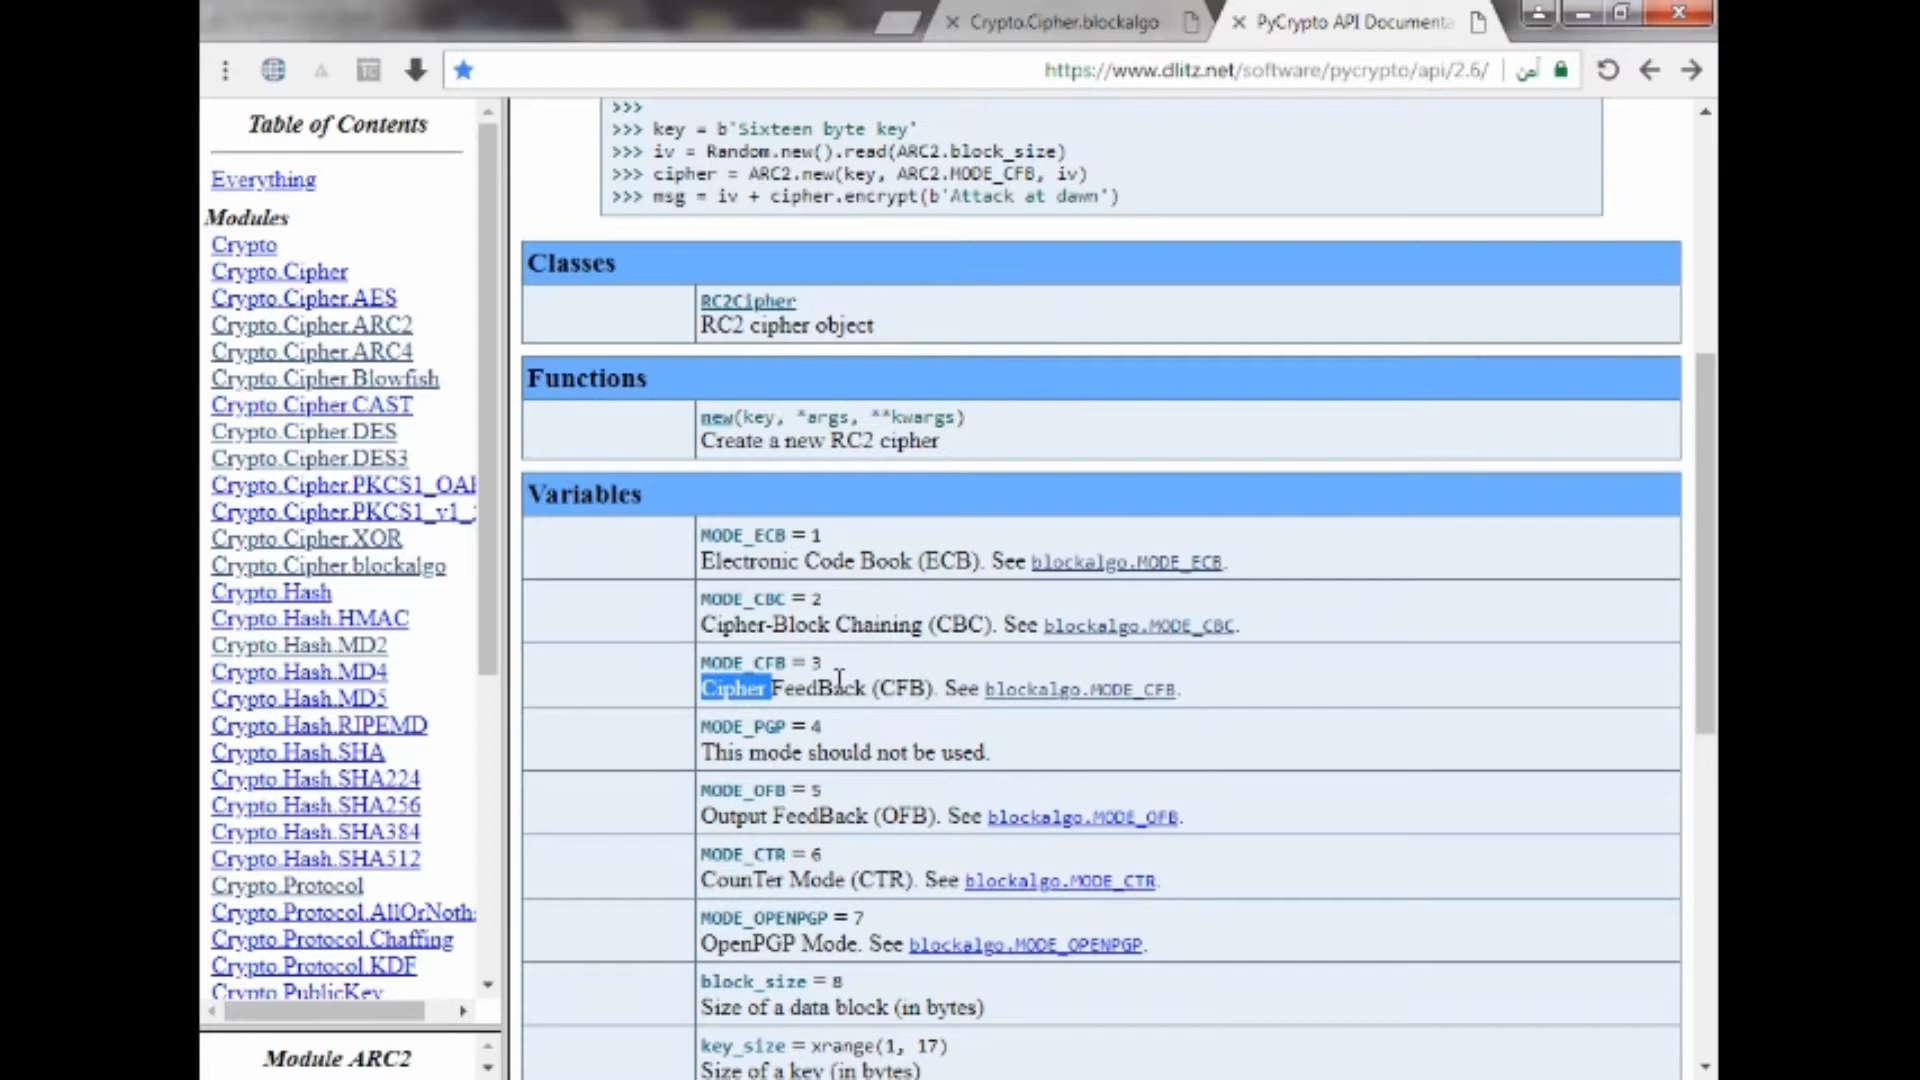 Crypto.Cipher.blockalgo
PyCrypto API Documenta
TC
https://www.dlitz.net/software/pycrypto/api/2.6/
آمن
Table of Contents
Everything
Modules
Crypto
Crypto.Cipher
Crypto.Cipher.AES
Crypto.Cipher.ARC2
Crypto.Cipher.ARC4
Crypto.Cipher.Blowfish
Crypto.Cipher.CAST
Crypto.Cipher.DES
Crypto.Cipher.DES3
Crypto.Cipher.PKCS1_OAE
Crypto.Cipher.PKCS1_v1_
Crypto.Cipher.XOR
Crypto.Cipher.blockalgo
Crypto.Hash
Crypto.Hash.HMAC
Crypto.Hash.MD2
Crypto.Hash.MD4
Crypto.Hash.MD5
Crypto.Hash.RIPEMD
Crypto.Hash.SHA
Crypto.Hash.SHA224
Crypto.Hash.SHA256
Crypto.Hash.SHA384
Crypto.Hash.SHA512
Crypto.Protocol
Crypto.Protocol.AllOrNoth
Crypto.Protocol.Chaffing
Crypto.Protocol.KDF
Crypto.PublicKey
Module ARC2
>>>
>>> key = b'Sixteen byte key'
>>> iv = Random.new().read(ARC2.block_size)
>>> cipher = ARC2.new(key, ARC2.MODE_CFB, iv)
>>> msg = iv + cipher.encrypt(b'Attack at dawn')
Classes
RC2Cipher
RC2 cipher object
Functions
new(key, *args, **kwargs)
Create a new RC2 cipher
Variables
MODE_ECB = 1
Electronic Code Book (ECB). See blockalgo.MODE_ECB.
MODE_CBC = 2
Cipher-Block Chaining (CBC). See blockalgo.MODE_CBC.
MODE_CFB = 3
Cipher FeedBack (CFB). See blockalgo.MODE_CFB.
MODE_PGP = 4
This mode should not be used.
MODE_OFB = 5
Output FeedBack (OFB). See blockalgo.MODE_OFB.
MODE_CTR = 6
CounTer Mode (CTR). See blockalgo.MODE_CTR.
MODE_OPENPGP = 7
OpenPGP Mode. See blockalgo.MODE_OPENPGP.
block_size = 8
Size of a data block (in bytes)
key_size = xrange(1, 17)
Size of a key (in bytes)